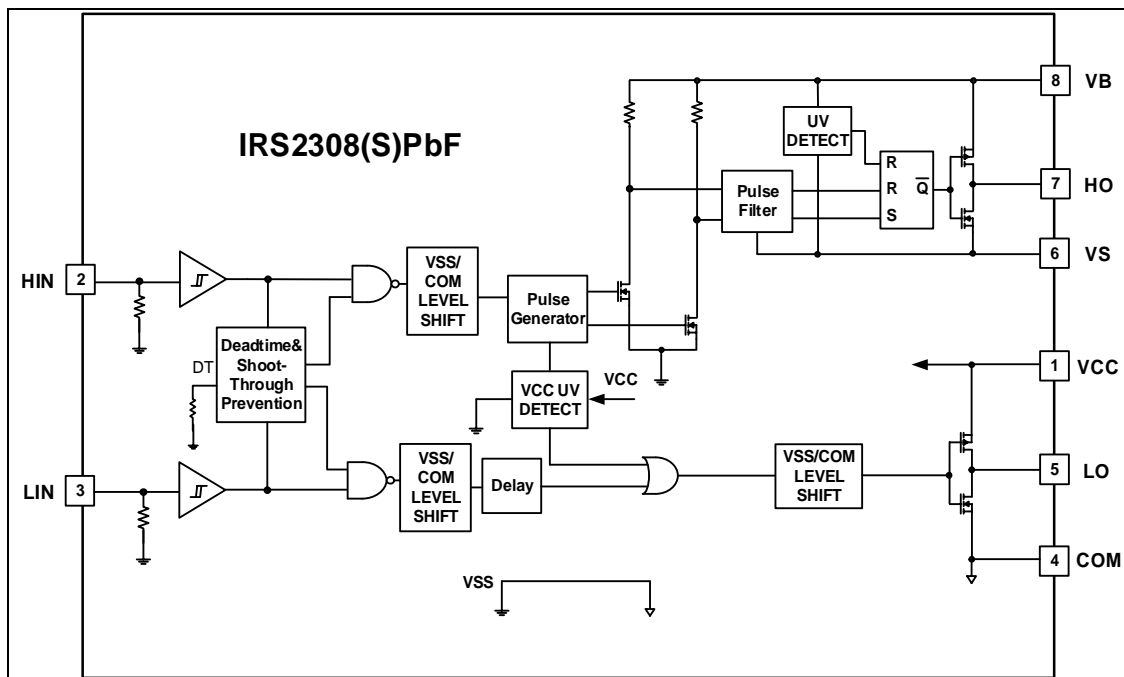 IRS2308(S)PbF
8
VB
UV
DETECT
R
R
S
Q̅
Pulse
Filter
7
HO
6
VS
HIN
2
VSS/
COM
LEVEL
SHIFT
Pulse
Generator
Deadtime&
Shoot-
Through
Prevention
DT
VCC UV
DETECT
VCC
1
VCC
LIN
3
VSS/
COM
LEVEL
SHIFT
Delay
VSS/COM
LEVEL
SHIFT
5
LO
4
COM
VSS